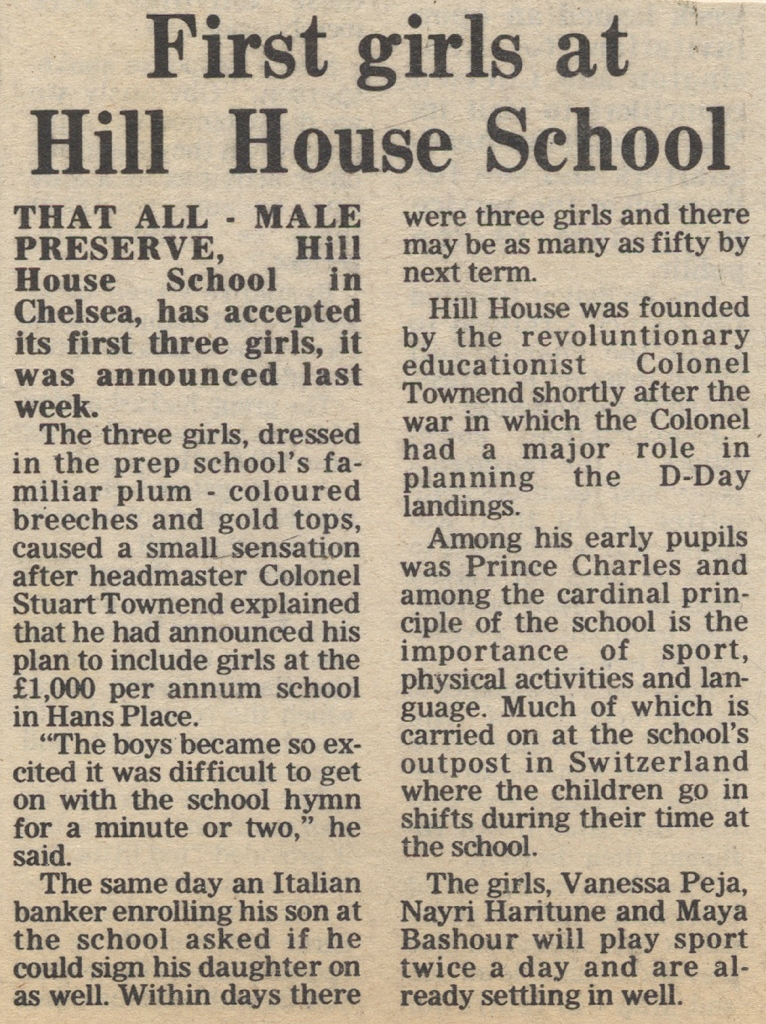 First girls at
Hill House School
THAT ALL - MALE
PRESERVE, Hill
House School in
Chelsea, has accepted
its first three girls, it
was announced last
week.
The three girls, dressed
in the prep school's fa-
miliar plum - coloured
breeches and gold tops,
caused a small sensation
after headmaster Colonel
Stuart Townend explained
that he had announced his
plan to include girls at the
£1,000 per annum school
in Hans Place.
"The boys became so ex-
cited it was difficult to get
on with the school hymn
for a minute or two," he
said.
The same day an Italian
banker enrolling his son at
the school asked if he
could sign his daughter on
as well. Within days there
were three girls and there
may be as many as fifty by
next term.
Hill House was founded
by the revoluntionary
educationist Colonel
Townend shortly after the
war in which the Colonel
had a major role in
planning the D-Day
landings.
Among his early pupils
was Prince Charles and
among the cardinal prin-
ciple of the school is the
importance of sport,
physical activities and lan-
guage. Much of which is
carried on at the school's
outpost in Switzerland
where the children go in
shifts during their time at
the school.
The girls, Vanessa Peja,
Nayri Haritune and Maya
Bashour will play sport
twice a day and are al-
ready settling in well.